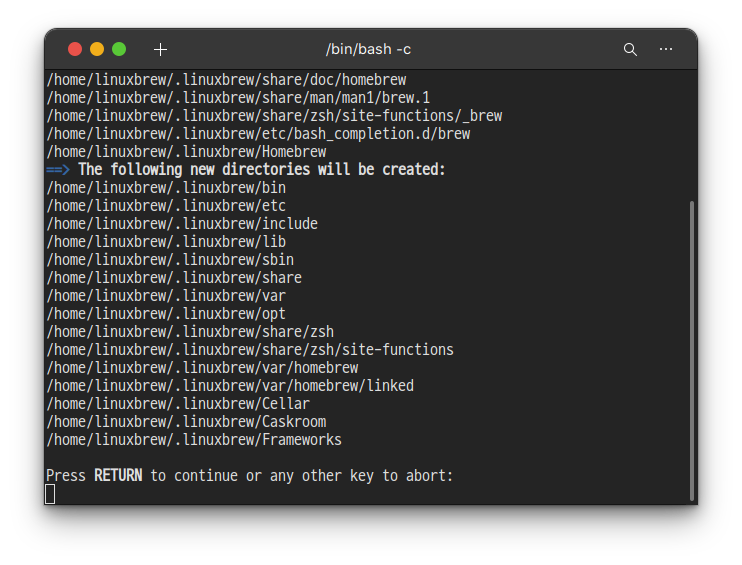 /bin/bash -c
/home/linuxbrew/.linuxbrew/share/doc/homebrew
/home/linuxbrew/.linuxbrew/share/man/man1/brew.1
/home/linuxbrew/.linuxbrew/share/zsh/site-functions/_brew
/home/linuxbrew/.linuxbrew/etc/bash_completion.d/brew
/home/linuxbrew/.linuxbrew/Homebrew
==> The following new directories will be created:
/home/linuxbrew/.linuxbrew/bin
/home/linuxbrew/.linuxbrew/etc
/home/linuxbrew/.linuxbrew/include
/home/linuxbrew/.linuxbrew/lib
/home/linuxbrew/.linuxbrew/sbin
/home/linuxbrew/.linuxbrew/share
/home/linuxbrew/.linuxbrew/var
/home/linuxbrew/.linuxbrew/opt
/home/linuxbrew/.linuxbrew/share/zsh
/home/linuxbrew/.linuxbrew/share/zsh/site-functions
/home/linuxbrew/.linuxbrew/var/homebrew
/home/linuxbrew/.linuxbrew/var/homebrew/linked
/home/linuxbrew/.linuxbrew/Cellar
/home/linuxbrew/.linuxbrew/Caskroom
/home/linuxbrew/.linuxbrew/Frameworks
Press RETURN to continue or any other key to abort: